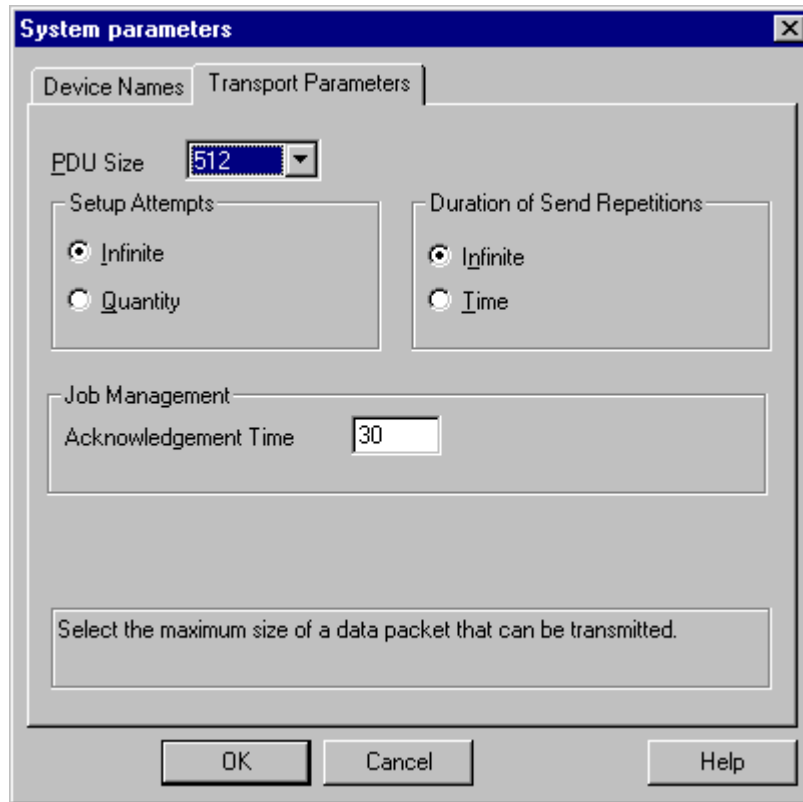 System parameters
Device Names Transport Parameters
PDU Size 512
Setup Attempts Duration of Send Repetitions
Infinite Infinite
Quantity Time
Job Management
Acknowledgement Time 30
Select the maximum size of a data packet that can be transmitted.
OK Cancel Help